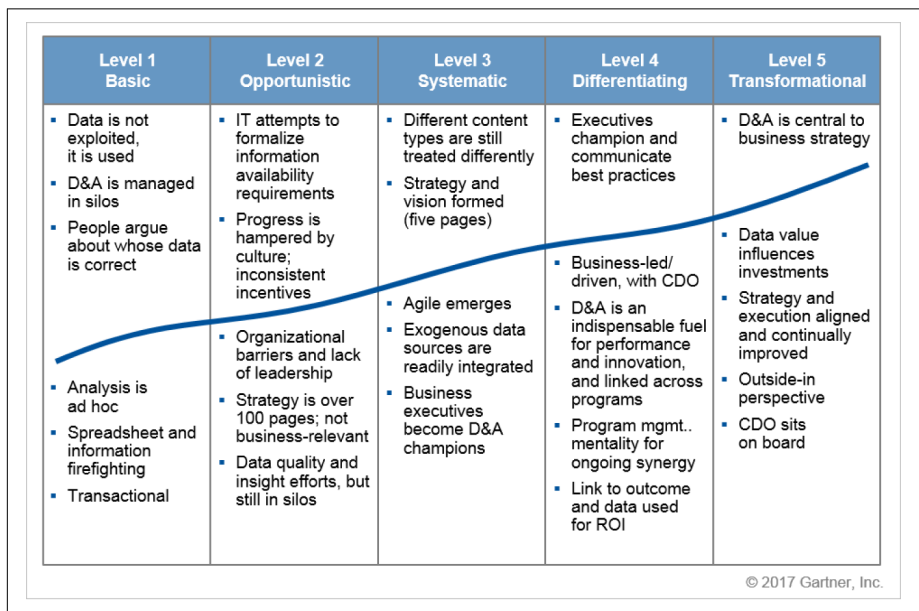 Level 1
Basic
Level 2
Opportunistic
Level 3
Systematic
Level 4
Differentiating
Level 5
Transformational
▪ Data is not
exploited,
it is used
▪ D&A is managed
in silos
▪ People argue
about whose data
is correct
▪ Analysis is
ad hoc
▪ Spreadsheet and
information
firefighting
▪ Transactional
▪ IT attempts to
formalize
information
availability
requirements
▪ Progress is
hampered by
culture;
inconsistent
incentives
▪ Organizational
barriers and lack
of leadership
▪ Strategy is over
100 pages; not
business-relevant
▪ Data quality and
insight efforts, but
still in silos
▪ Different content
types are still
treated differently
▪ Strategy and
vision formed
(five pages)
▪ Agile emerges
▪ Exogenous data
sources are
readily integrated
▪ Business
executives
become D&A
champions
▪ Executives
champion and
communicate
best practices
▪ Business-led/
driven, with CDO
▪ D&A is an
indispensable fuel
for performance
and innovation,
and linked across
programs
▪ Program mgmt..
mentality for
ongoing synergy
▪ Link to outcome
and data used
for ROI
▪ D&A is central to
business strategy
▪ Data value
influences
investments
▪ Strategy and
execution aligned
and continually
improved
▪ Outside-in
perspective
▪ CDO sits
on board
© 2017 Gartner, Inc.